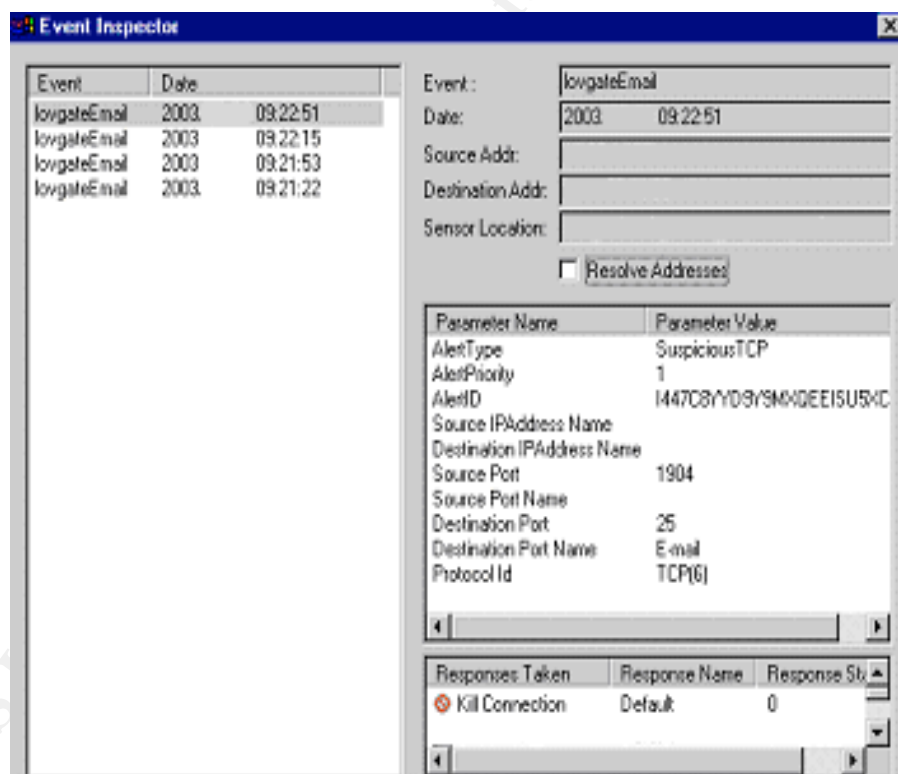 Event Inspector
Event Date
lovgateEmail 2003. 09:22:51
lovgateEmail 2003 09:22:15
lovgateEmail 2003 09:21:53
lovgateEmail 2003. 09:21:22
Event: lovgateEmail
Date: 2003. 09:22:51
Source Addr:
Destination Addr:
Sensor Location:
Resolve Addresses
Parameter Name Parameter Value
AlertType SuspiciousTCP
AlertPriority 1
AlertID
Source IPAddress Name
Destination IPAddress Name
Source Port 1904
Source Port Name
Destination Port 25
Destination Port Name E-mail
Protocol Id TCP(6)
Responses Taken Response Name Response Sta
Kill Connection Default 0